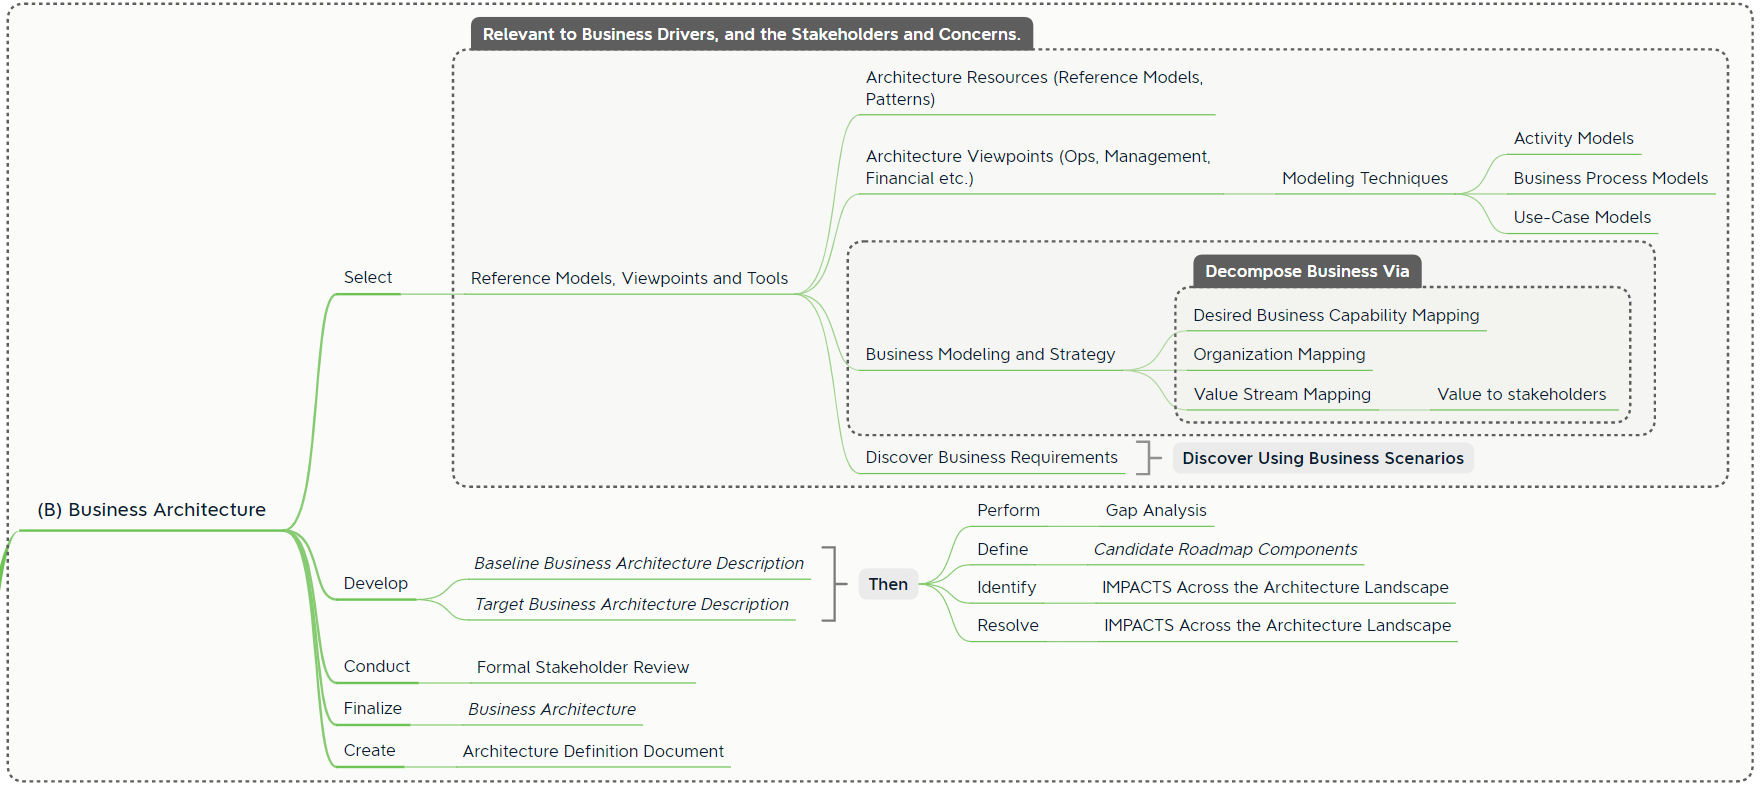 Relevant to Business Drivers, and the Stakeholders and Concerns.
Architecture Resources (Reference Models,
Patterns)
Architecture Viewpoints (Ops, Management,
Financial etc.)
Modeling Techniques
Activity Models
Business Process Models
Use-Case Models
Select
Reference Models, Viewpoints and Tools
Decompose Business Via
Desired Business Capability Mapping
Business Modeling and Strategy
Organization Mapping
Value Stream Mapping
Value to stakeholders
Discover Business Requirements
Discover Using Business Scenarios
(B) Business Architecture
Develop
Baseline Business Architecture Description
Target Business Architecture Description
Then
Perform
Gap Analysis
Define
Candidate Roadmap Components
Identify
IMPACTS Across the Architecture Landscape
Resolve
IMPACTS Across the Architecture Landscape
Conduct
Formal Stakeholder Review
Finalize
Business Architecture
Create
Architecture Definition Document